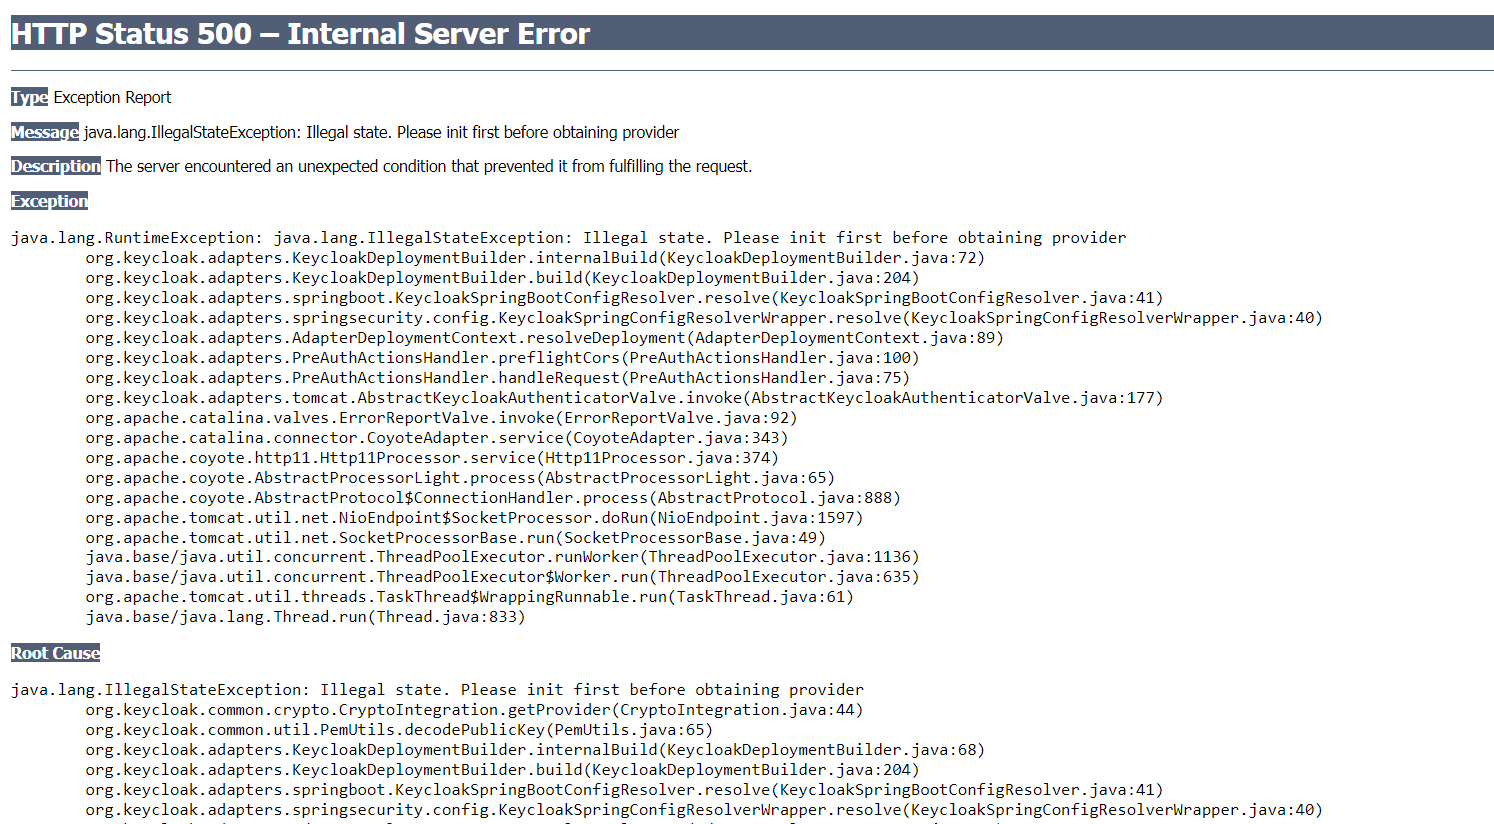 HTTP Status 500 – Internal Server Error
Type Exception Report
Message java.lang.IllegalStateException: Illegal state. Please init first before obtaining provider
Description The server encountered an unexpected condition that prevented it from fulfilling the request.
Exception
java.lang.RuntimeException: java.lang.IllegalStateException: Illegal state. Please init first before obtaining provider
org.keycloak.adapters.KeycloakDeploymentBuilder.internalBuild(KeycloakDeploymentBuilder.java:72)
org.keycloak.adapters.KeycloakDeploymentBuilder.build(KeycloakDeploymentBuilder.java:204)
org.keycloak.adapters.springboot.KeycloakSpringBootConfigResolver.resolve(KeycloakSpringBootConfigResolver.java:41)
org.keycloak.adapters.springsecurity.config.KeycloakSpringConfigResolverWrapper.resolve(KeycloakSpringConfigResolverWrapper.java:40)
org.keycloak.adapters.AdapterDeploymentContext.resolveDeployment(AdapterDeploymentContext.java:89)
org.keycloak.adapters.PreAuthActionsHandler.preflightCors(PreAuthActionsHandler.java:100)
org.keycloak.adapters.PreAuthActionsHandler.handleRequest(PreAuthActionsHandler.java:75)
org.keycloak.adapters.tomcat.AbstractKeycloakAuthenticatorValve.invoke(AbstractKeycloakAuthenticatorValve.java:177)
org.apache.catalina.valves.ErrorReportValve.invoke(ErrorReportValve.java:92)
org.apache.catalina.connector.CoyoteAdapter.service(CoyoteAdapter.java:343)
org.apache.coyote.http11.Http11Processor.service(Http11Processor.java:374)
org.apache.coyote.AbstractProcessorLight.process(AbstractProcessorLight.java:65)
org.apache.coyote.AbstractProtocol$ConnectionHandler.process(AbstractProtocol.java:888)
org.apache.tomcat.util.net.NioEndpoint$SocketProcessor.doRun(NioEndpoint.java:1597)
org.apache.tomcat.util.net.SocketProcessorBase.run(SocketProcessorBase.java:49)
java.base/java.util.concurrent.ThreadPoolExecutor.runWorker(ThreadPoolExecutor.java:1136)
java.base/java.util.concurrent.ThreadPoolExecutor$Worker.run(ThreadPoolExecutor.java:635)
org.apache.tomcat.util.threads.TaskThread$WrappingRunnable.run(TaskThread.java:61)
java.base/java.lang.Thread.run(Thread.java:833)
Root Cause
java.lang.IllegalStateException: Illegal state. Please init first before obtaining provider
org.keycloak.common.crypto.CryptoIntegration.getProvider(CryptoIntegration.java:44)
org.keycloak.common.util.PemUtils.decodePublicKey(PemUtils.java:65)
org.keycloak.adapters.KeycloakDeploymentBuilder.internalBuild(KeycloakDeploymentBuilder.java:68)
org.keycloak.adapters.KeycloakDeploymentBuilder.build(KeycloakDeploymentBuilder.java:204)
org.keycloak.adapters.springboot.KeycloakSpringBootConfigResolver.resolve(KeycloakSpringBootConfigResolver.java:41)
org.keycloak.adapters.springsecurity.config.KeycloakSpringConfigResolverWrapper.resolve(KeycloakSpringConfigResolverWrapper.java:40)